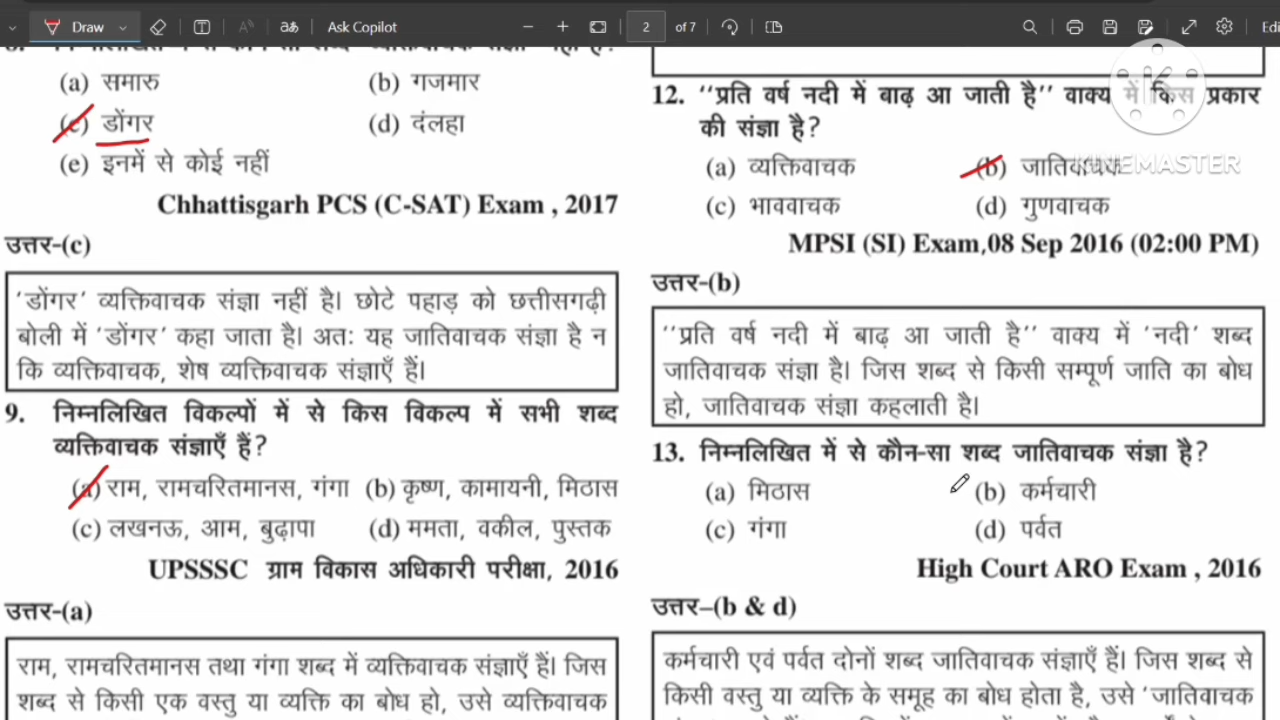 Draw
Ask Copilot
2 of 7
Edi
(a) समारु (b) गजमार
(c) डोंगर (d) दंलहा
(e) इनमें से कोई नहीं
Chhattisgarh PCS (C-SAT) Exam , 2017
उत्तर-(c)
'डोंगर' व्यक्तिवाचक संज्ञा नहीं है। छोटे पहाड़ को छत्तीसगढ़ी
बोली में 'डोंगर' कहा जाता है। अतः यह जातिवाचक संज्ञा है न
कि व्यक्तिवाचक, शेष व्यक्तिवाचक संज्ञाएँ हैं।
9. निम्नलिखित विकल्पों में से किस विकल्प में सभी शब्द
व्यक्तिवाचक संज्ञाएँ हैं?
(a) राम, रामचरितमानस, गंगा (b) कृष्ण, कामायनी, मिठास
(c) लखनऊ, आम, बुढ़ापा (d) ममता, वकील, पुस्तक
UPSSSC ग्राम विकास अधिकारी परीक्षा, 2016
उत्तर-(a)
राम, रामचरितमानस तथा गंगा शब्द में व्यक्तिवाचक संज्ञाएँ हैं। जिस
शब्द से किसी एक वस्तु या व्यक्ति का बोध हो, उसे व्यक्तिवाचक
12. ''प्रति वर्ष नदी में बाढ़ आ जाती है'' वाक्य में किस प्रकार
की संज्ञा है?
(a) व्यक्तिवाचक (b) जातिवाचक
(c) भाववाचक (d) गुणवाचक
MPSI (SI) Exam,08 Sep 2016 (02:00 PM)
उत्तर-(b)
''प्रति वर्ष नदी में बाढ़ आ जाती है'' वाक्य में 'नदी' शब्द
जातिवाचक संज्ञा है। जिस शब्द से किसी सम्पूर्ण जाति का बोध
हो, जातिवाचक संज्ञा कहलाती है।
13. निम्नलिखित में से कौन-सा शब्द जातिवाचक संज्ञा है?
(a) मिठास (b) कर्मचारी
(c) गंगा (d) पर्वत
High Court ARO Exam , 2016
उत्तर–(b & d)
कर्मचारी एवं पर्वत दोनों शब्द जातिवाचक संज्ञाएँ हैं। जिस शब्द से
किसी वस्तु या व्यक्ति के समूह का बोध होता है, उसे 'जातिवाचक
KINEMASTER